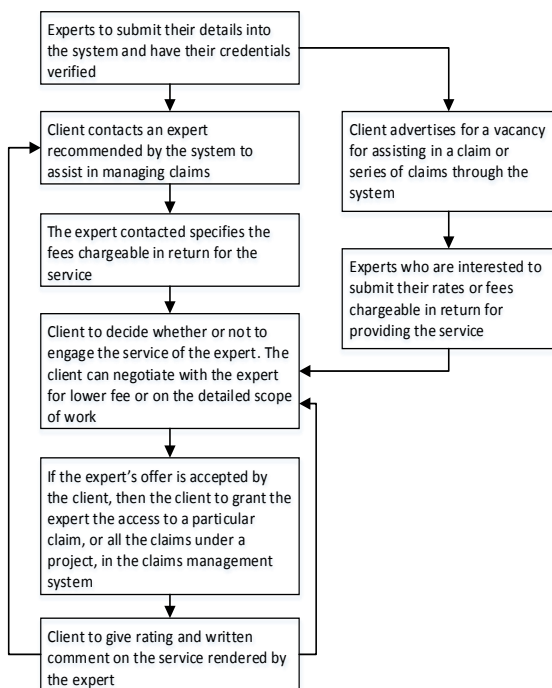 Experts to submit their details into
the system and have their credentials
verified
Client contacts an expert
recommended by the system to
assist in managing claims
The expert contacted specifies the
fees chargeable in return for the
service
Client to decide whether or not to
engage the service of the expert. The
client can negotiate with the expert
for lower fee or on the detailed scope
of work
If the expert’s offer is accepted by
the client, then the client to grant the
expert the access to a particular
claim, or all the claims under a
project, in the claims management
system
Client to give rating and written
comment on the service rendered by
the expert
Client advertises for a vacancy
for assisting in a claim or
series of claims through the
system
Experts who are interested to
submit their rates or fees
chargeable in return for
providing the service